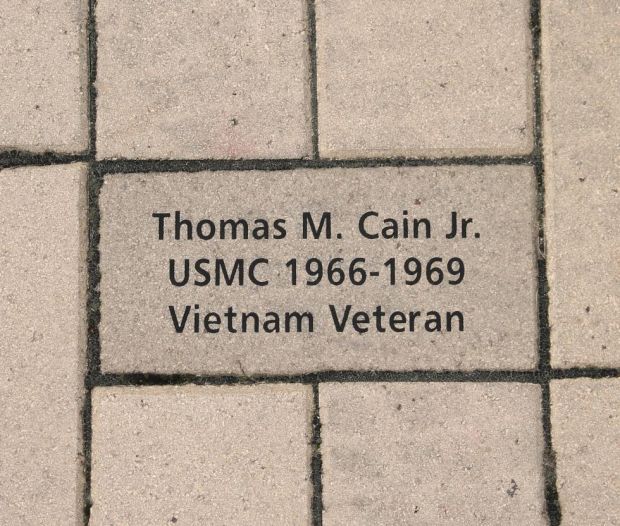 Thomas M. Cain Jr.
USMC 1966-1969
Vietnam Veteran